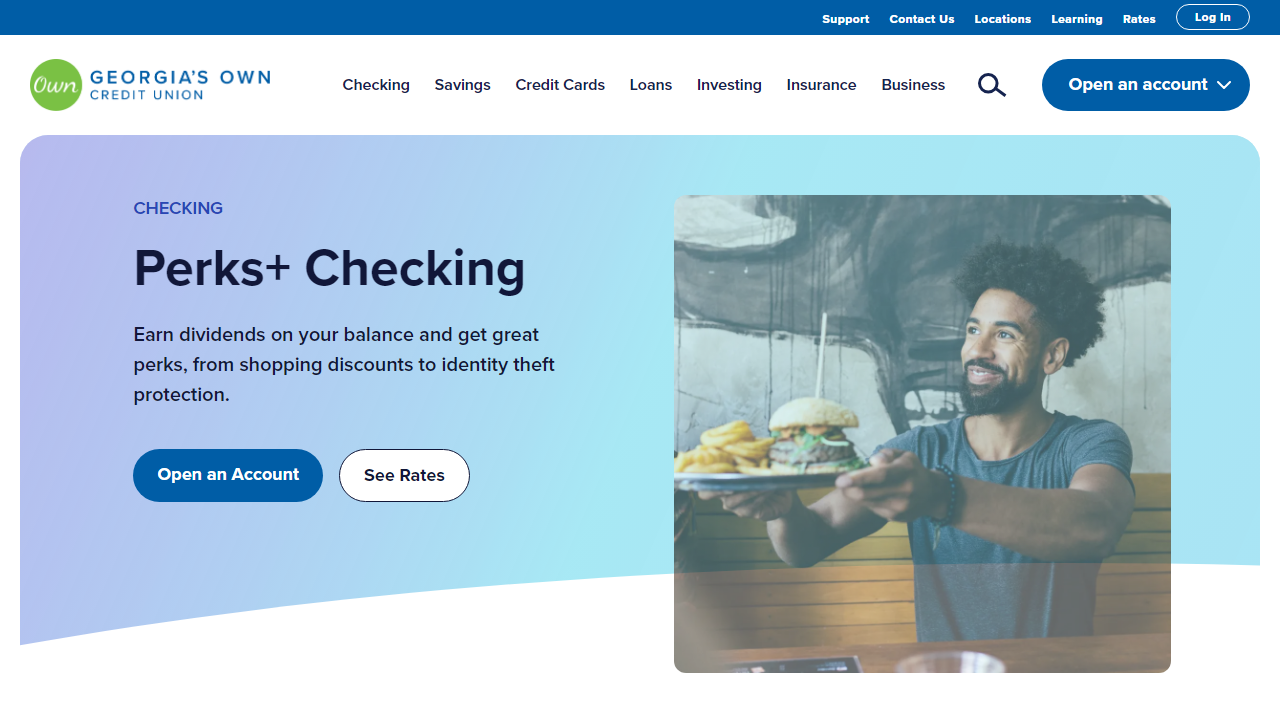 Support Contact Us Locations Learning Rates Log In
Own GEORGIA'S OWN
CREDIT UNION
Checking Savings Credit Cards Loans Investing Insurance Business Open an account
CHECKING
Perks+ Checking
Earn dividends on your balance and get great
perks, from shopping discounts to identity theft
protection.
Open an Account See Rates